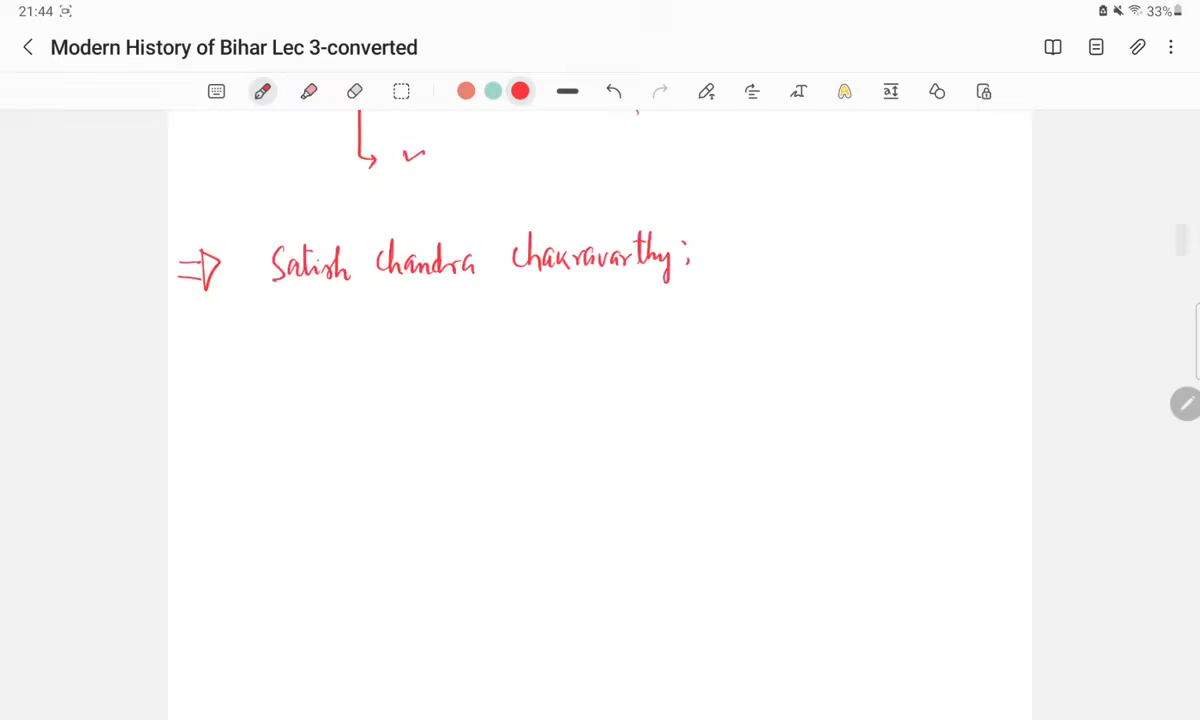 21:44
33%
Modern History of Bihar Lec 3-converted
⇒ Satish Chandra Chakravarthy;